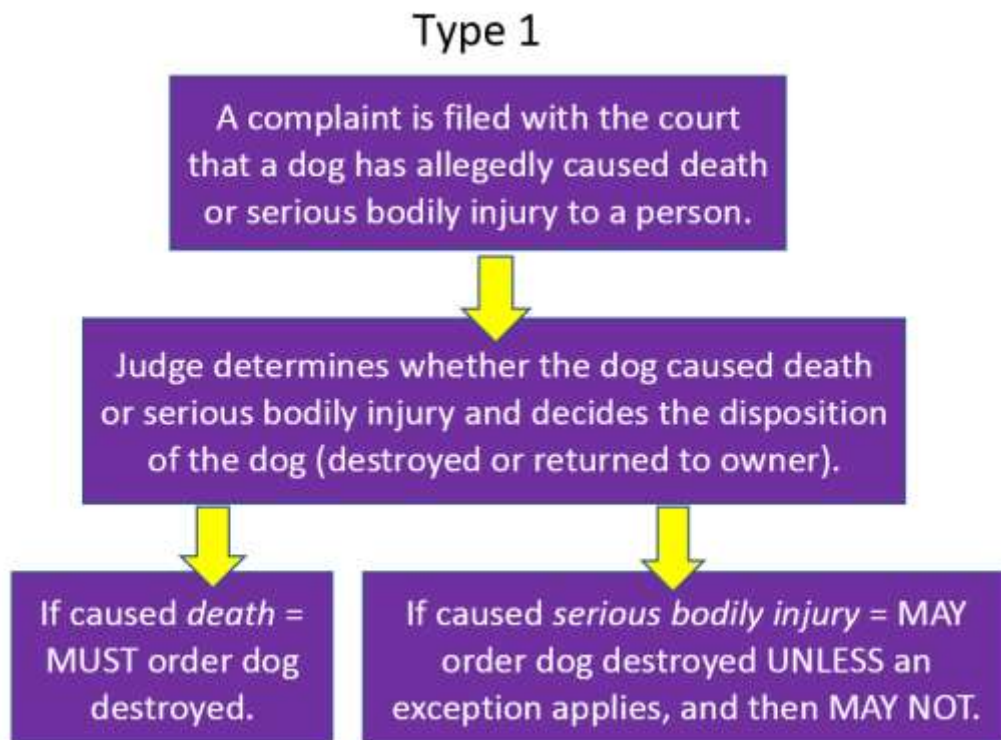 Type 1
A complaint is filed with the court
that a dog has allegedly caused death
or serious bodily injury to a person.
Judge determines whether the dog caused death
or serious bodily injury and decides the disposition
of the dog (destroyed or returned to owner).
If caused death =
MUST order dog
destroyed.
If caused serious bodily injury = MAY
order dog destroyed UNLESS an
exception applies, and then MAY NOT.